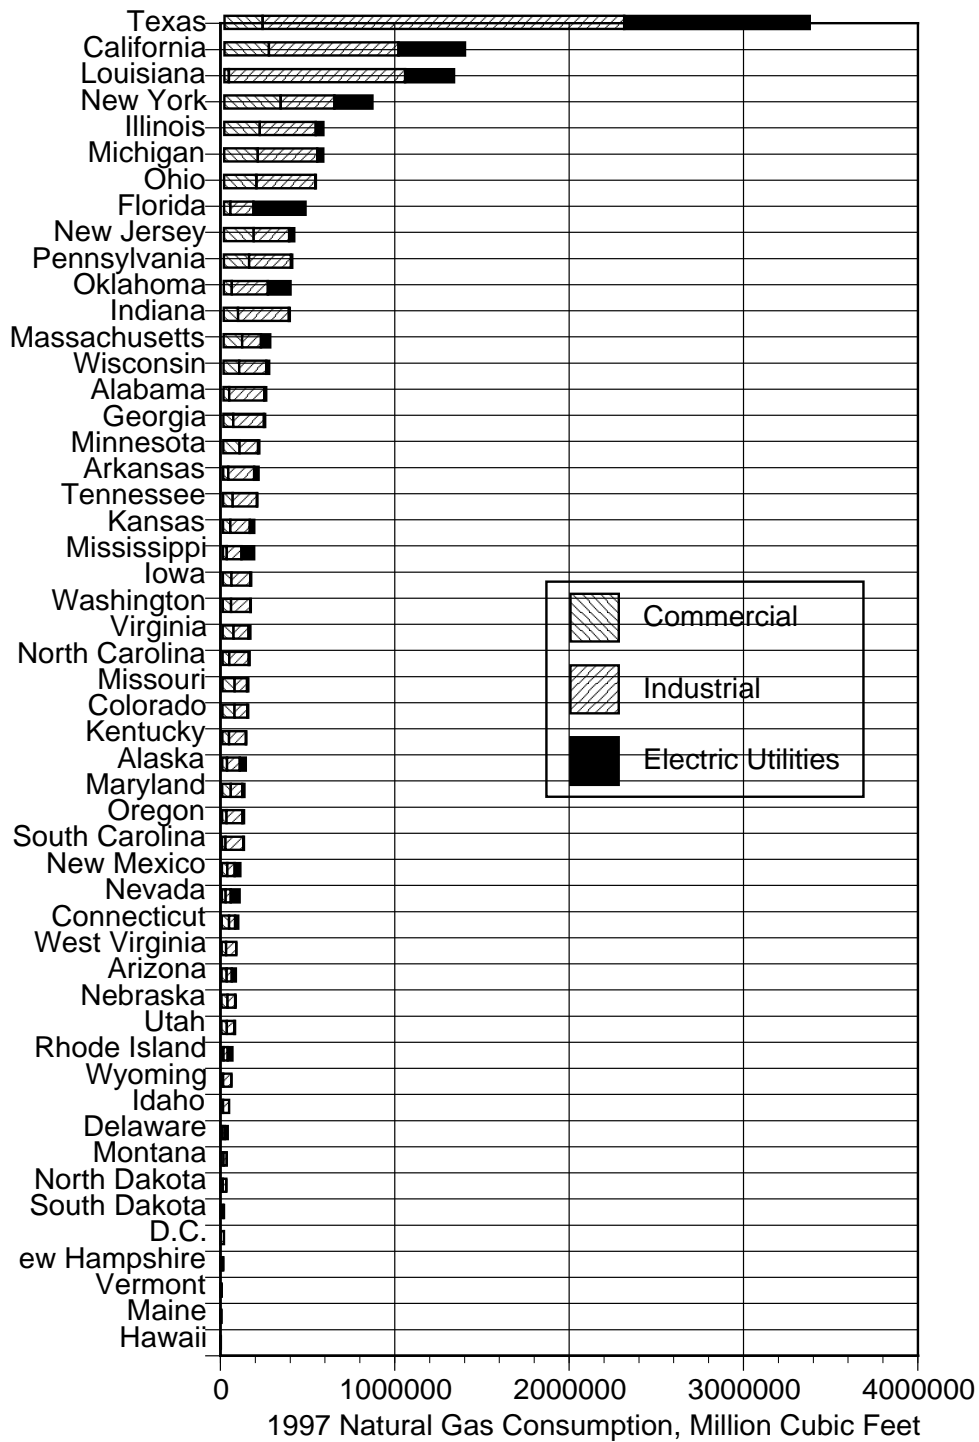 Texas
California
Louisiana
New York
Illinois
Michigan
Ohio
Florida
New Jersey
Pennsylvania
Oklahoma
Indiana
Massachusetts
Wisconsin
Alabama
Georgia
Minnesota
Arkansas
Tennessee
Kansas
Mississippi
Iowa
Washington
Virginia
North Carolina
Missouri
Colorado
Kentucky
Alaska
Maryland
Oregon
South Carolina
New Mexico
Nevada
Connecticut
West Virginia
Arizona
Nebraska
Utah
Rhode Island
Wyoming
Idaho
Delaware
Montana
North Dakota
South Dakota
D.C.
ew Hampshire
Vermont
Maine
Hawaii
Commercial
Industrial
Electric Utilities
0 1000000 2000000 3000000 4000000
1997 Natural Gas Consumption, Million Cubic Feet